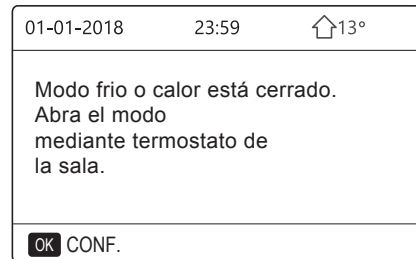 01-01-2018 23:59 13°
Modo frio o calor está cerrado.
Abra el modo
mediante termostato de
la sala.
OK CONF.